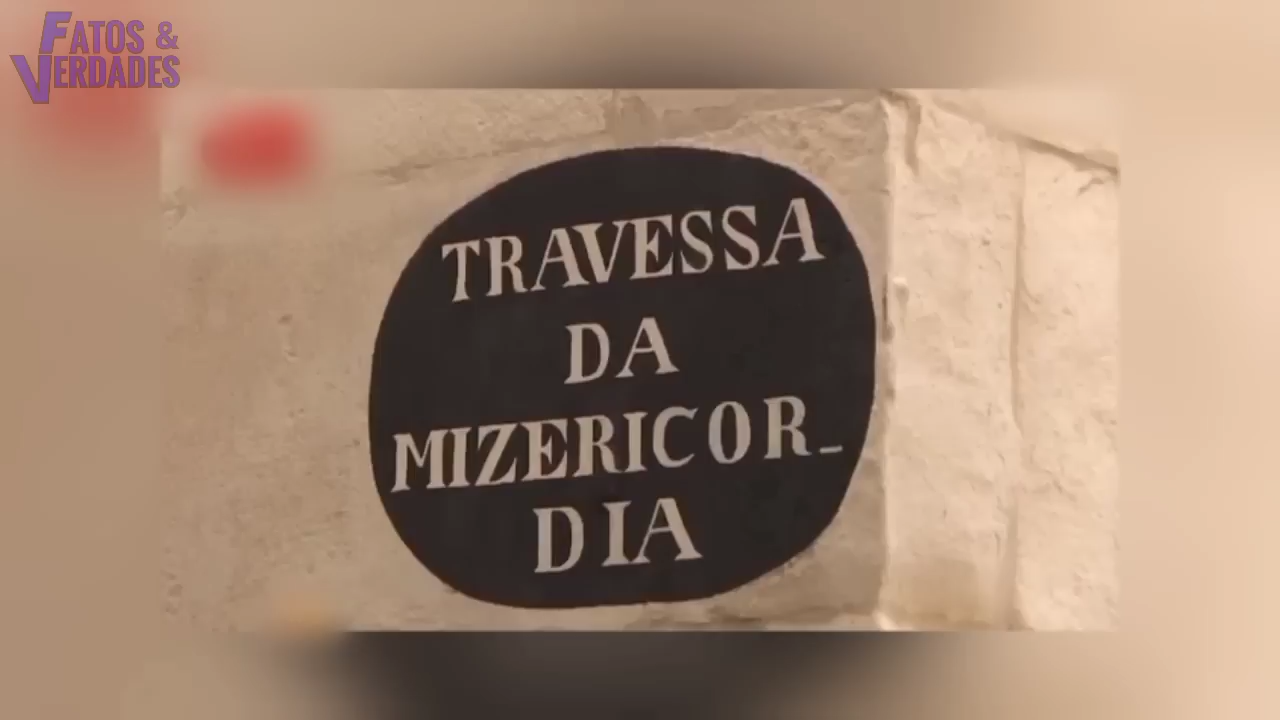 FATOS &
VERDADES
TRAVESSA
DA
MIZERICOR_
DIA